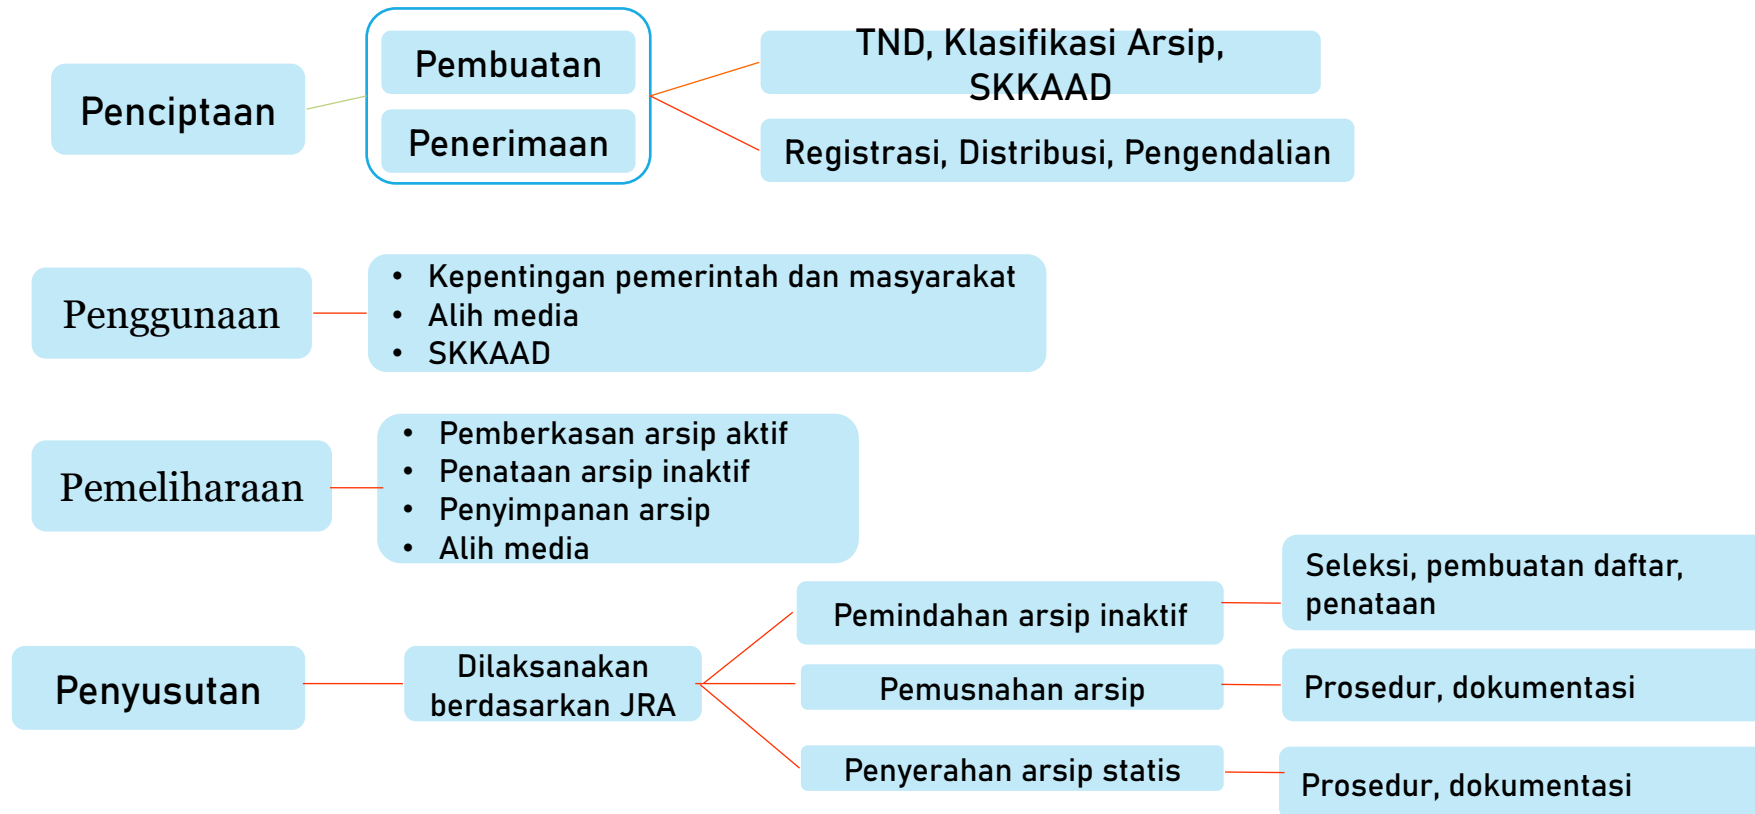 Penciptaan
Pembuatan
Penerimaan
TND, Klasifikasi Arsip,
SKKAAD
Registrasi, Distribusi, Pengendalian
Penggunaan
• Kepentingan pemerintah dan masyarakat
• Alih media
• SKKAAD
Pemeliharaan
• Pemberkasan arsip aktif
• Penataan arsip inaktif
• Penyimpanan arsip
• Alih media
Penyusutan
Dilaksanakan
berdasarkan JRA
Pemindahan arsip inaktif
Seleksi, pembuatan daftar,
penataan
Pemusnahan arsip
Prosedur, dokumentasi
Penyerahan arsip statis
Prosedur, dokumentasi